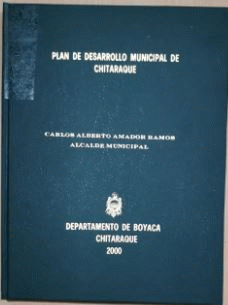 PLAN DE DESARROLLO MUNICIPAL DE
CHITARAQUE
CARLOS ALBERTO AMADOR RAMOS
ALCALDE MUNICIPAL
DEPARTAMENTO DE BOYACA
CHITARAQUE
2000